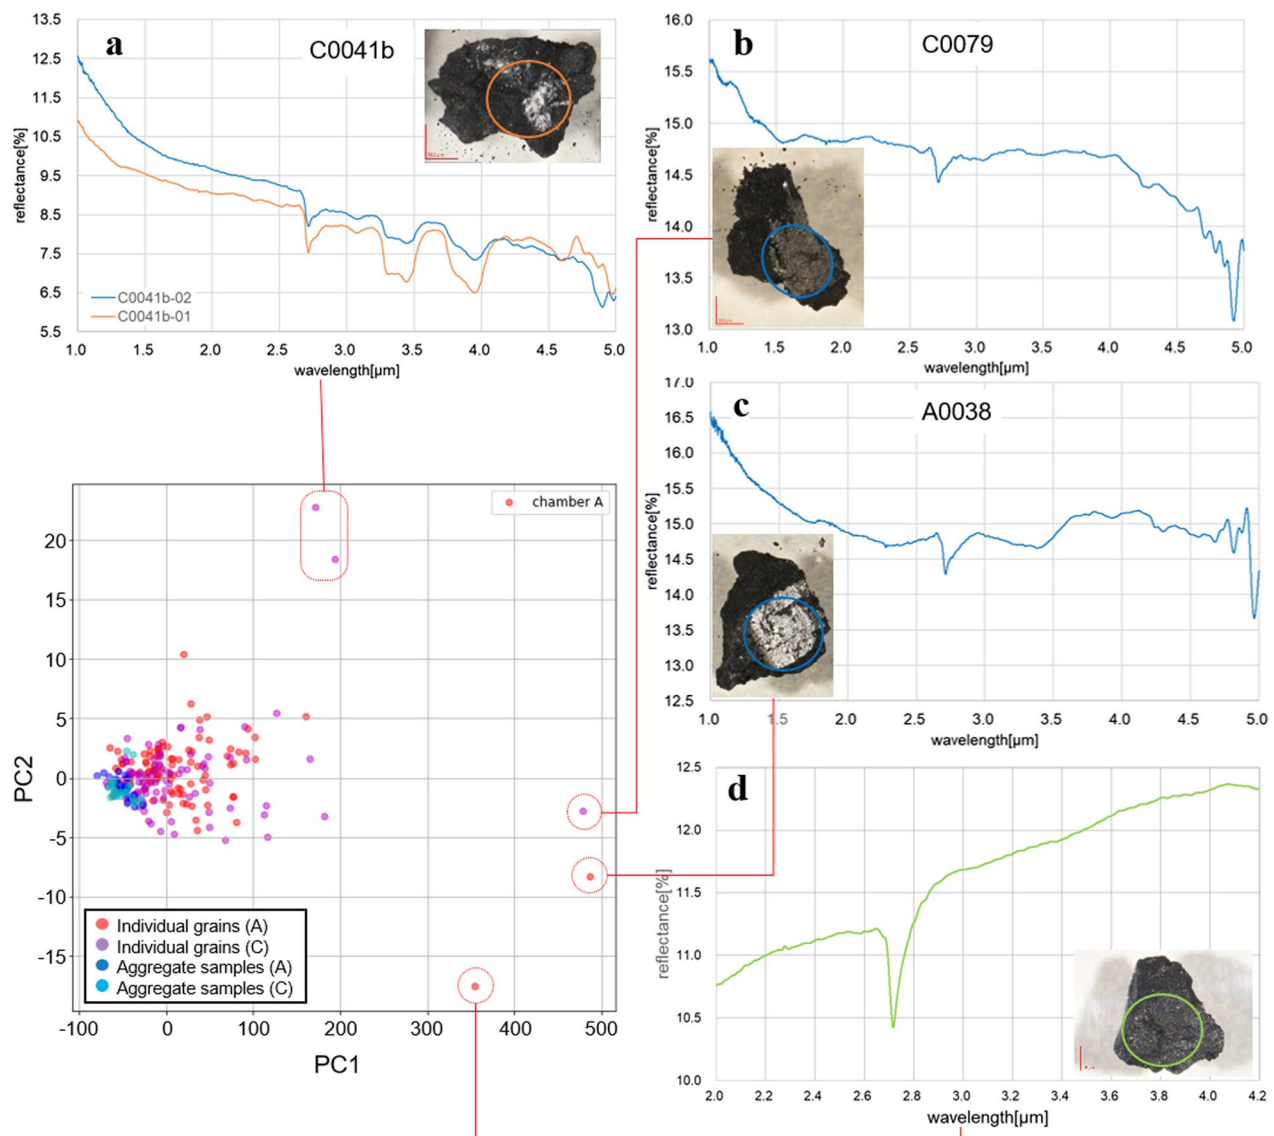 a
C0041b
13.5
12.5
11.5
10.5
9.5
8.5
7.5
6.5
5.5
reflectance[%]
C0041b-02
C0041b-01
1.0 1.5 2.0 2.5 3.0 3.5 4.0 4.5 5.0
wavelength[µm]
b
C0079
16.0
15.5
15.0
14.5
14.0
13.5
13.0
reflectance[%]
1.0 1.5 2.0 2.5 3.0 3.5 4.0 4.5 5.0
wavelength[µm]
c
A0038
17.0
16.5
16.0
15.5
15.0
14.5
14.0
13.5
13.0
12.5
reflectance[%]
1.0 1.5 2.0 2.5 3.0 3.5 4.0 4.5 5.0
wavelength[µm]
chamber A
20
15
10
5
0
-5
-10
-15
PC2
Individual grains (A)
Individual grains (C)
Aggregate samples (A)
Aggregate samples (C)
-100 0 100 200 300 400 500
PC1
d
12.5
12.0
11.5
11.0
10.5
10.0
reflectance[%]
2.0 2.2 2.4 2.6 2.8 3.0 3.2 3.4 3.6 3.8 4.0 4.2
wavelength[µm]